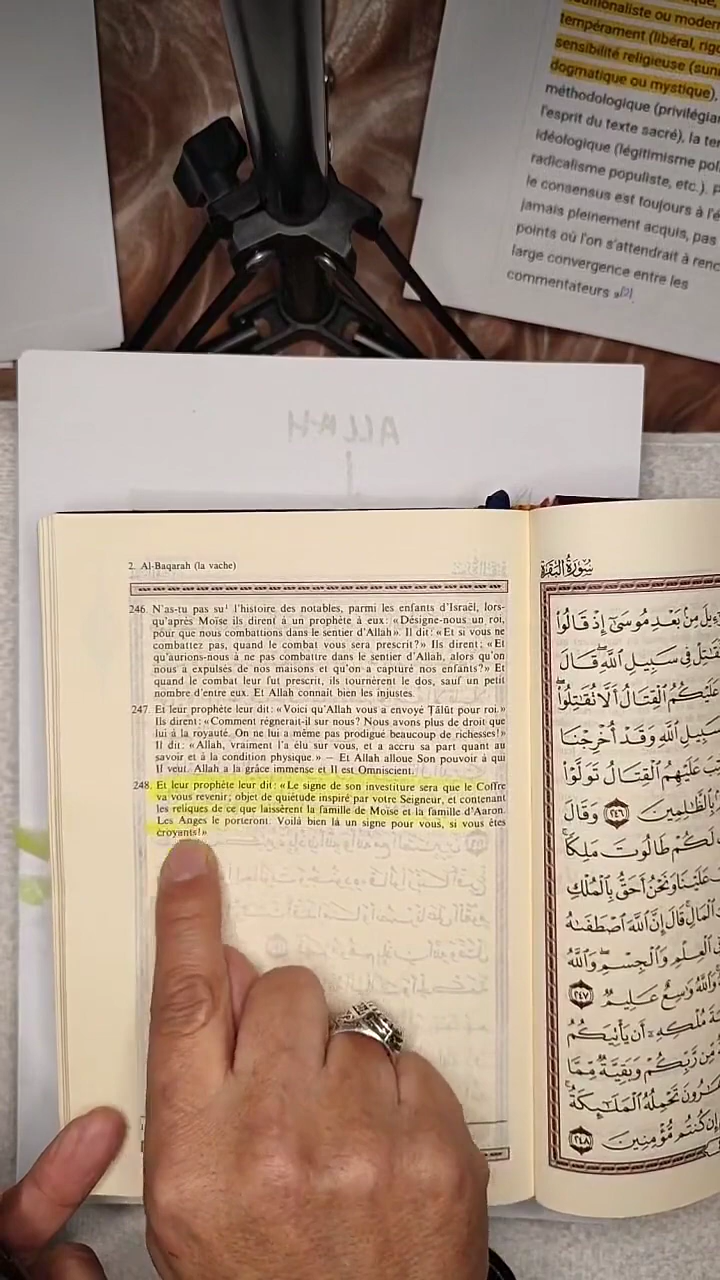 tempérament (libéral,
sensibilité religieuse
dogmatique ou mystique),
méthodologique
l'esprit du texte sacré), la
idéologique (légitimisme
radicalisme populiste, etc.).
le consensus est toujours à
jamais pleinement acquis, pas
points où l'on s'attendrait à
large convergence entre les
commentateurs »[2].
ALLAH
2. Al-Baqarah (la vache)
246. N'as-tu pas su l'histoire des notables, parmi les enfants d'Israël, lors-
qu'après Moïse ils dirent à un prophète à eux: «Désigne-nous un roi,
pour que nous combattions dans le sentier d'Allah». Il dit: «Et si vous ne
combattez pas, quand le combat vous sera prescrit?» Ils dirent: «Et
qu'aurions-nous à ne pas combattre dans le sentier d'Allah, alors qu'on
nous a expulsés de nos maisons et qu'on a capturé nos enfants?» Et
quand le combat leur fut prescrit, ils tournèrent le dos, sauf un petit
nombre d'entre eux. Et Allah connaît bien les injustes.
247. Et leur prophète leur dit: «Voici qu'Allah vous a envoyé Ṭālūt pour roi.»
Ils dirent: «Comment régnerait-il sur nous? Nous avons plus de droit que
lui à la royauté. On ne lui a même pas prodigué beaucoup de richesses!»
Il dit: «Allah, vraiment l'a élu sur vous, et a accru sa part quant au
savoir et à la condition physique.» – Et Allah alloue Son pouvoir à qui
Il veut. Allah a la grâce immense et Il est Omniscient.
248. Et leur prophète leur dit: «Le signe de son investiture sera que le Coffre
va vous revenir; objet de quiétude inspiré par votre Seigneur, et contenant
les reliques de ce que laissèrent la famille de Moïse et la famille d'Aaron.
Les Anges le porteront. Voilà bien là un signe pour vous, si vous êtes
croyants!»
سُورَةُ البَقَرَة
مِنْ بَعْدِ مُوسَىٰٓ إِذْ قَالُوا۟
فِى سَبِيلِ ٱللَّهِ ۖ قَالَ
عَلَيْكُمُ ٱلْقِتَالُ أَلَّا تُقَٰتِلُوا۟ ۖ
سَبِيلِ ٱللَّهِ وَقَدْ أُخْرِجْنَا
عَلَيْهِمُ ٱلْقِتَالُ تَوَلَّوْا۟
بِٱلظَّٰلِمِينَ ﴿٢٤٦﴾ وَقَالَ
لَكُمْ طَالُوتَ مَلِكًا ۚ
عَلَيْنَا وَنَحْنُ أَحَقُّ بِٱلْمُلْكِ
ٱلْمَالِ ۚ قَالَ إِنَّ ٱللَّهَ ٱصْطَفَىٰهُ
ٱلْعِلْمِ وَٱلْجِسْمِ ۖ وَٱللَّهُ
وَٱللَّهُ وَٰسِعٌ عَلِيمٌ ﴿٢٤٧﴾
مُلْكِهِۦٓ أَن يَأْتِيَكُمُ
مِّن رَّبِّكُمْ وَبَقِيَّةٌ مِّمَّا
تَحْمِلُهُ ٱلْمَلَٰٓئِكَةُ ۚ
إِن كُنتُم مُّؤْمِنِينَ ﴿٢٤٨﴾